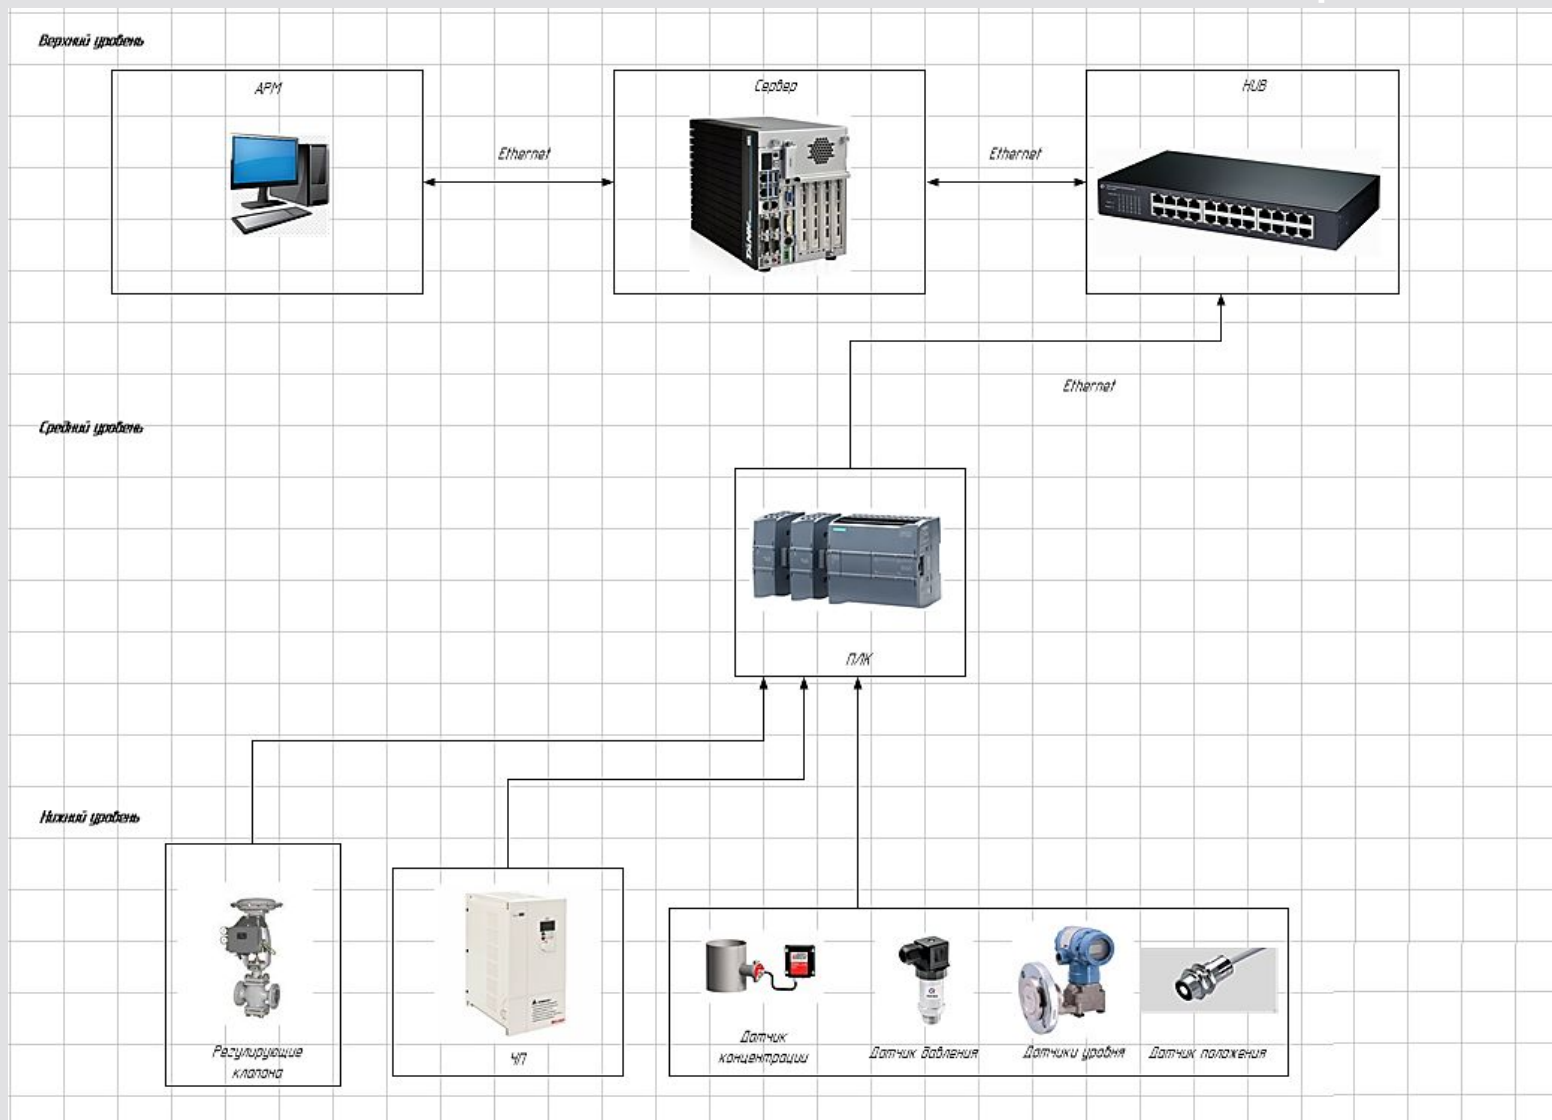 Верхний уровень
АРМ
Сервер
HUB
Ethernet
Ethernet
Ethernet
Средний уровень
ПЛК
Нижний уровень
Регулирующие
клапана
ЧП
Датчик
концентрации
Датчик давления
Датчики уровня
Датчик положения